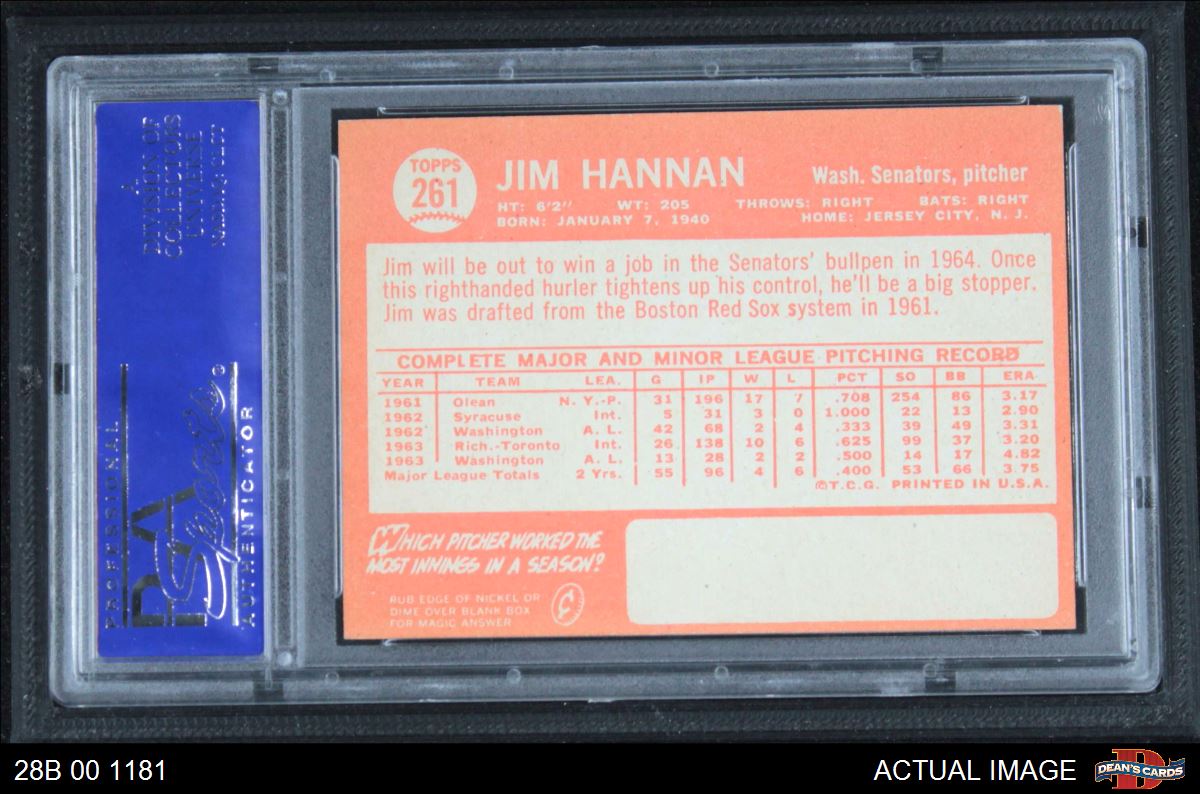 A
DIVISION OF
COLLECTORS
UNIVERSE
NASDAQ: CLCT
PROFESSIONAL
PSA
Sports®
AUTHENTICATOR
TOPPS
261
JIM HANNAN
Wash. Senators, pitcher
HT: 6'2" WT: 205 THROWS: RIGHT BATS: RIGHT
BORN: JANUARY 7, 1940 HOME: JERSEY CITY, N. J.
Jim will be out to win a job in the Senators' bullpen in 1964. Once
this righthanded hurler tightens up his control, he'll be a big stopper.
Jim was drafted from the Boston Red Sox system in 1961.
COMPLETE MAJOR AND MINOR LEAGUE PITCHING RECORD
YEAR TEAM LEA. G IP W L PCT SO BB ERA
1961 Olean N. Y.-P. 31 196 17 7 .708 254 86 3.17
1962 Syracuse Int. 5 31 3 0 1.000 22 13 2.90
1962 Washington A. L. 42 68 2 4 .333 39 49 3.31
1963 Rich.-Toronto Int. 26 138 10 6 .625 99 37 3.20
1963 Washington A. L. 13 28 2 2 .500 14 17 4.82
Major League Totals 2 Yrs. 55 96 4 6 .400 53 66 3.75
©T.C.G. PRINTED IN U.S.A.
WHICH PITCHER WORKED THE
MOST INNINGS IN A SEASON?
RUB EDGE OF NICKEL OR
DIME OVER BLANK BOX
FOR MAGIC ANSWER
¢
28B 00 1181
ACTUAL IMAGE
D
DEAN'S CARDS